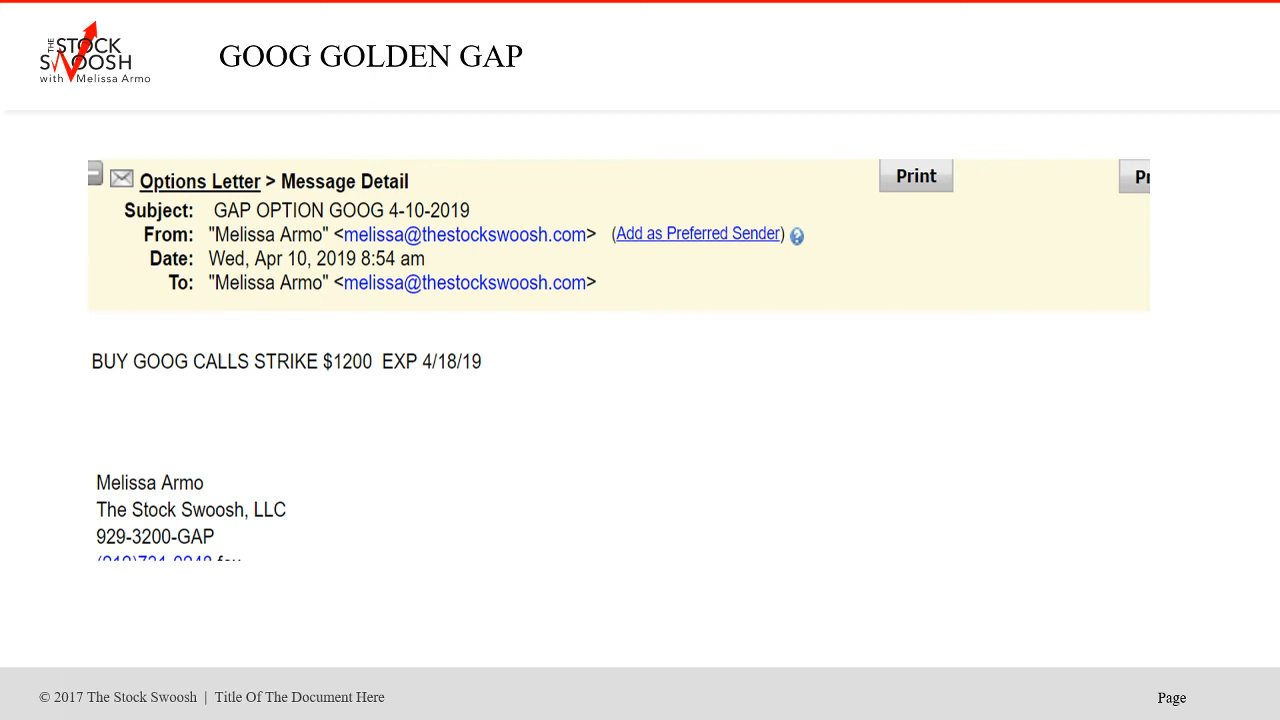 THE STOCK
SWOOSH
with Melissa Armo
GOOG GOLDEN GAP
Options Letter > Message Detail
Print
Pr
Subject: GAP OPTION GOOG 4-10-2019
From: "Melissa Armo" <melissa@thestockswoosh.com> (Add as Preferred Sender)
Date: Wed, Apr 10, 2019 8:54 am
To: "Melissa Armo" <melissa@thestockswoosh.com>
BUY GOOG CALLS STRIKE $1200 EXP 4/18/19
Melissa Armo
The Stock Swoosh, LLC
929-3200-GAP
© 2017 The Stock Swoosh | Title Of The Document Here
Page